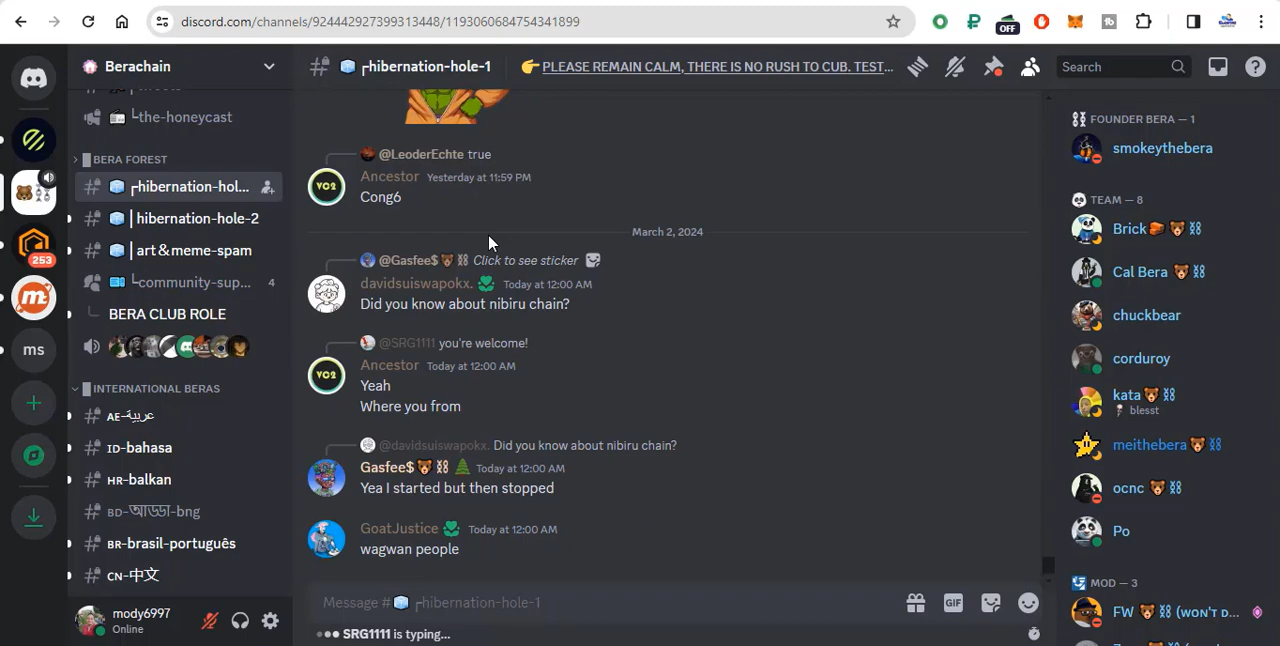 discord.com/channels/924442927399313448/1193060684754341899
OFF
Berachain
┌hibernation-hole-1
PLEASE REMAIN CALM, THERE IS NO RUSH TO CUB. TEST...
Search
└the-honeycast
BERA FOREST
┌hibernation-hol...
| hibernation-hole-2
| art&meme-spam
└community-sup...
4
BERA CLUB ROLE
INTERNATIONAL BERAS
AE-عربية
ID-bahasa
HR-balkan
BD-আড্ডা-bng
BR-brasil-português
CN-中文
253
ms
mody6997
Online
@LeoderEchte true
VC2
Ancestor Yesterday at 11:59 PM
Cong6
March 2, 2024
@Gasfee$ Click to see sticker
davidsuiswapokx. Today at 12:00 AM
Did you know about nibiru chain?
@SRG1111 you're welcome!
VC2
Ancestor Today at 12:00 AM
Yeah
Where you from
@davidsuiswapokx. Did you know about nibiru chain?
Gasfee$ Today at 12:00 AM
Yea I started but then stopped
GoatJustice Today at 12:00 AM
wagwan people
Message # ┌hibernation-hole-1
GIF
SRG1111 is typing...
FOUNDER BERA — 1
smokeythebera
TEAM — 8
Brick
Cal Bera
chuckbear
corduroy
kata
blesst
meithebera
ocnc
Po
MOD — 3
FW (WON'T D...